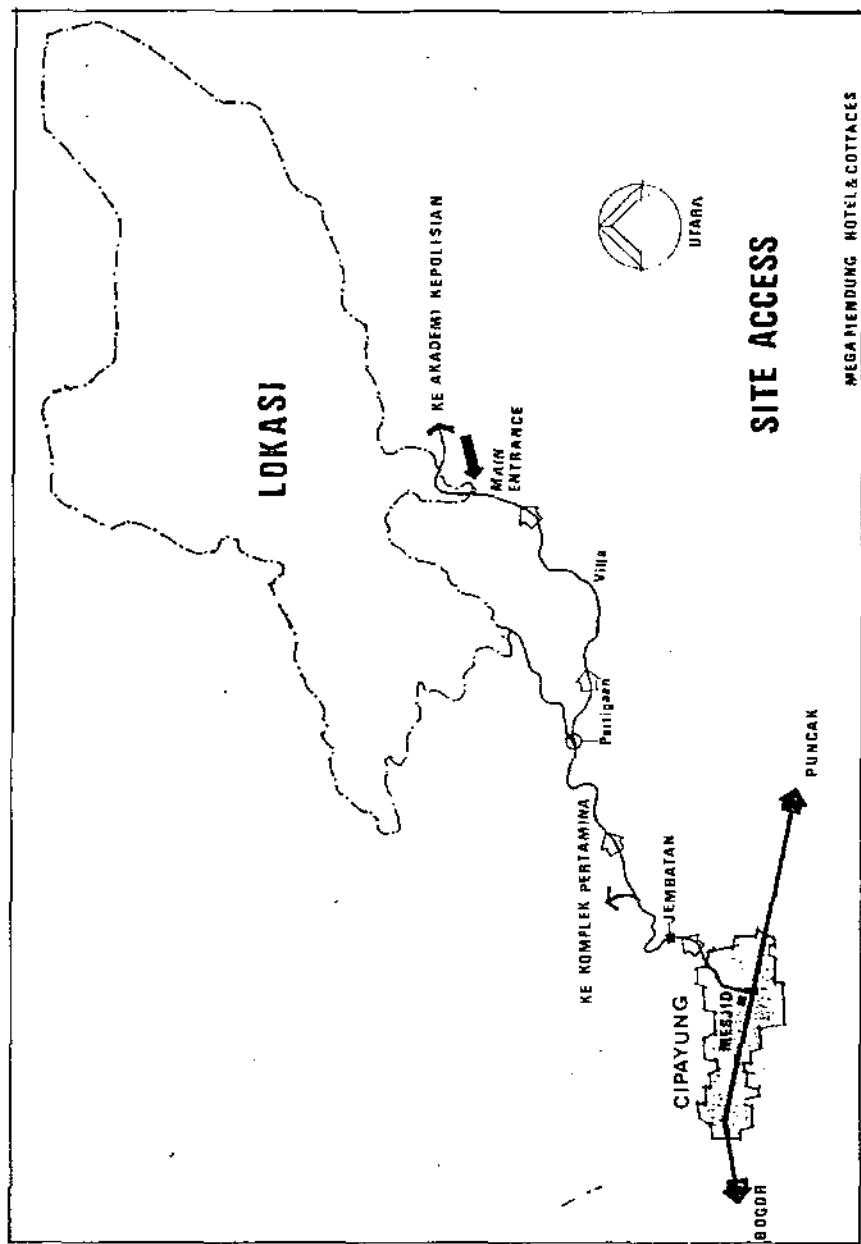 LOKASI
KE AKADEMI KEPOLISIAN
MAIN
ENTRANCE
Villa
Pertigaan
KE KOMPLEK PERTAMINA
JEMBATAN
CIPAYUNG
MESJID
BOGOR
PUNCAK
UTARA
SITE ACCESS
MEGAMENDUNG HOTEL & COTTACES